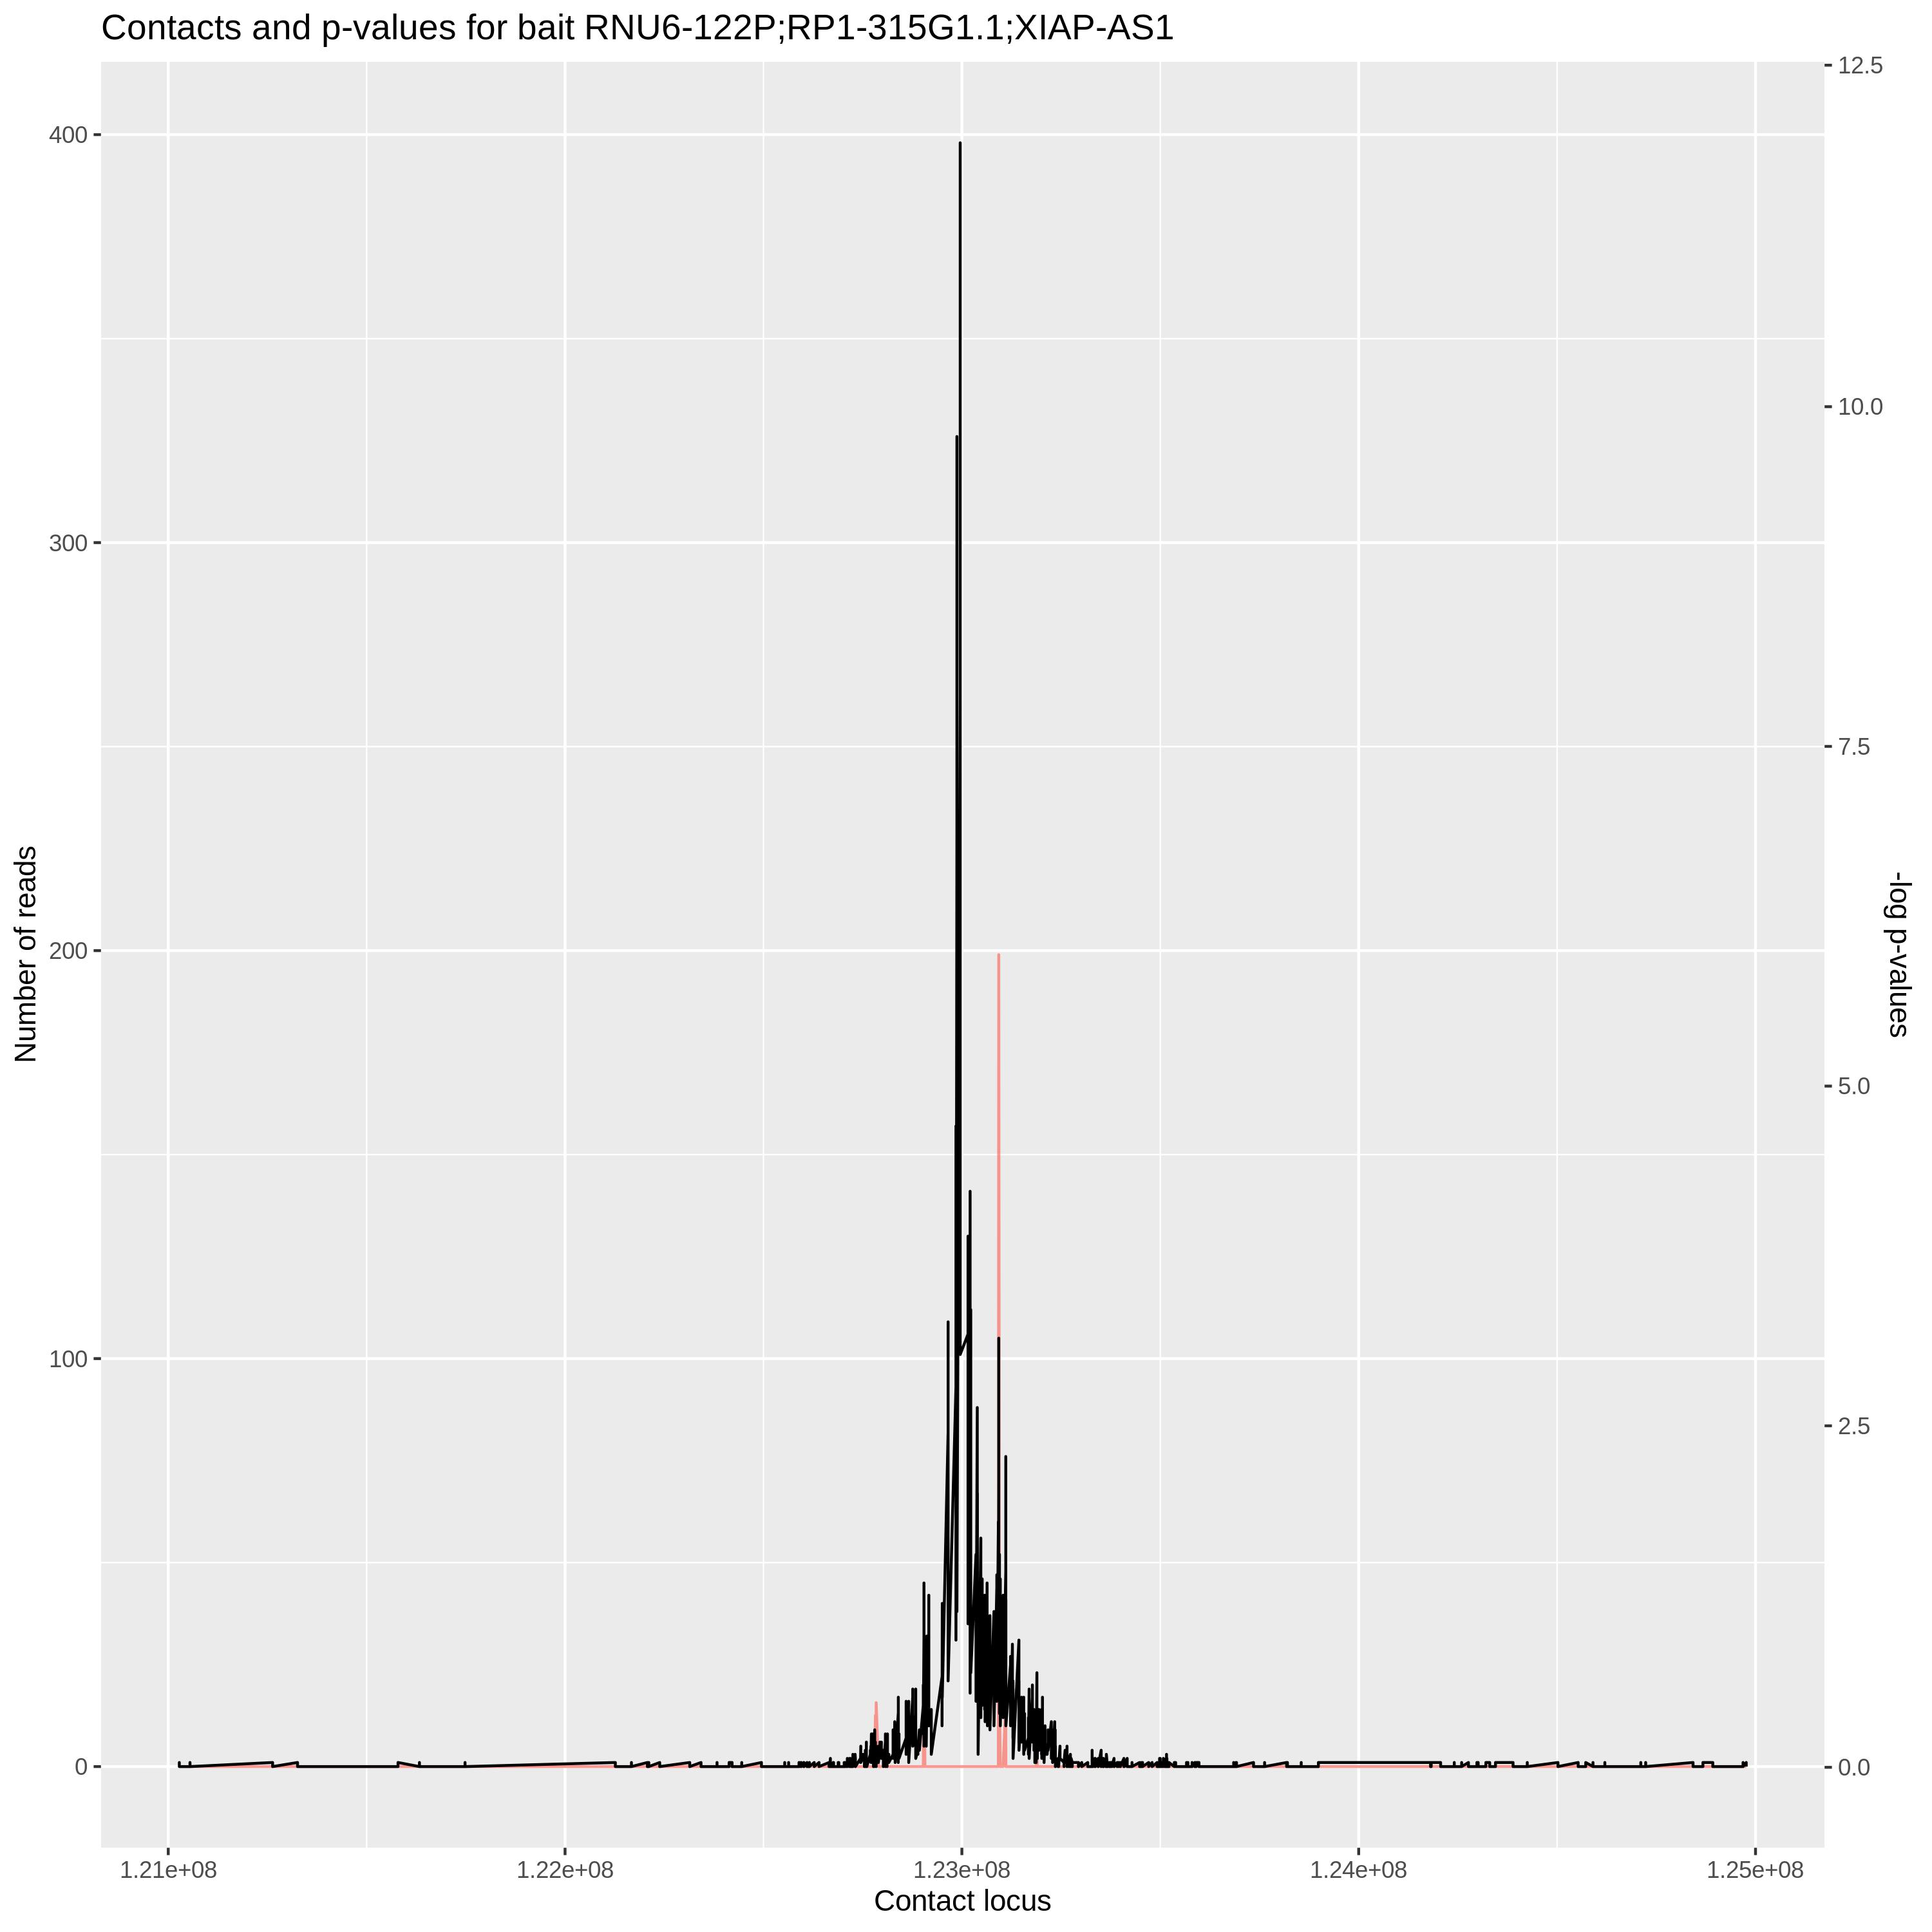 Contacts and p-values for bait RNU6-122P;RP1-315G1.1;XIAP-AS1
12.5
400
10.0
300
7.5
Number of reads
-log p-values
200
5.0
100
2.5
0
0.0
1.21e+08 1.22e+08 1.23e+08 1.24e+08 1.25e+08
Contact locus